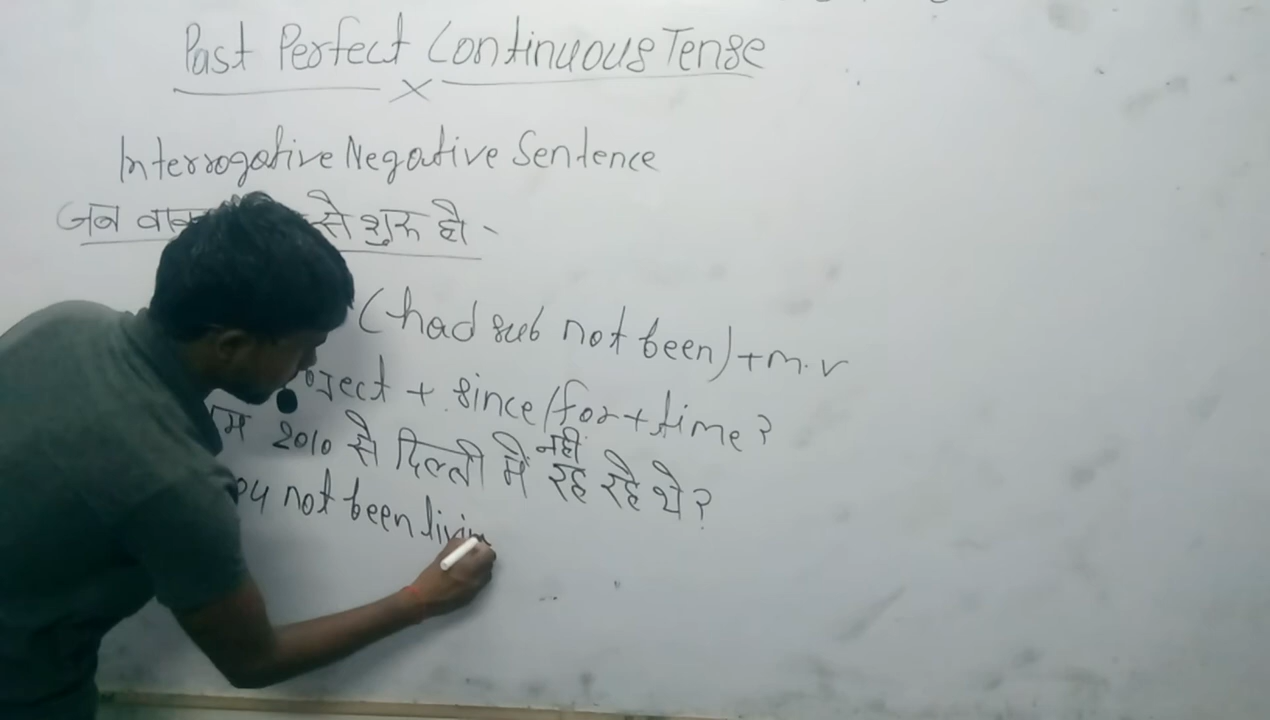 Past Perfect Continuous Tense
×
Interrogative Negative Sentence
जब से शुरू हो -
(had sub not been) + m.v
+ since/for + time?
2010 से दिल्ली में नहीं रह रहे थे?
not been livin